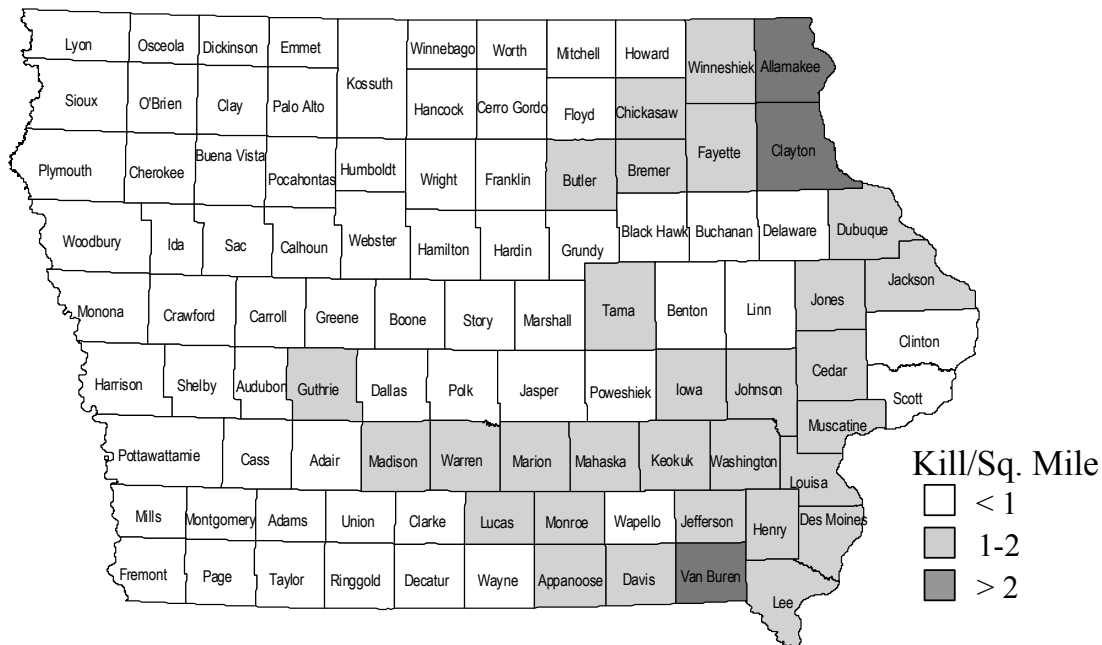 Lyon Osceola Dickinson Emmet Winnebago Worth Mitchell Howard
Winneshiek Allamakee
Kossuth
Sioux O'Brien Clay Palo Alto Hancock Cerro Gordo Floyd Chickasaw
Buena Vista Fayette Clayton
Plymouth Cherokee Pocahontas Humboldt Wright Franklin Butler Bremer
Woodbury Ida Sac Calhoun Webster Hamilton Hardin Grundy Black Hawk Buchanan Delaware Dubuque
Jackson
Monona Crawford Carroll Greene Boone Story Marshall Tama Benton Linn Jones
Clinton
Harrison Shelby Audubon Guthrie Dallas Polk Jasper Poweshiek Iowa Johnson Cedar
Scott
Muscatine
Pottawattamie Cass Adair Madison Warren Marion Mahaska Keokuk Washington
Louisa
Mills Montgomery Adams Union Clarke Lucas Monroe Wapello Jefferson Henry Des Moines
Fremont Page Taylor Ringgold Decatur Wayne Appanoose Davis Van Buren
Lee
Kill/Sq. Mile
< 1
1-2
> 2